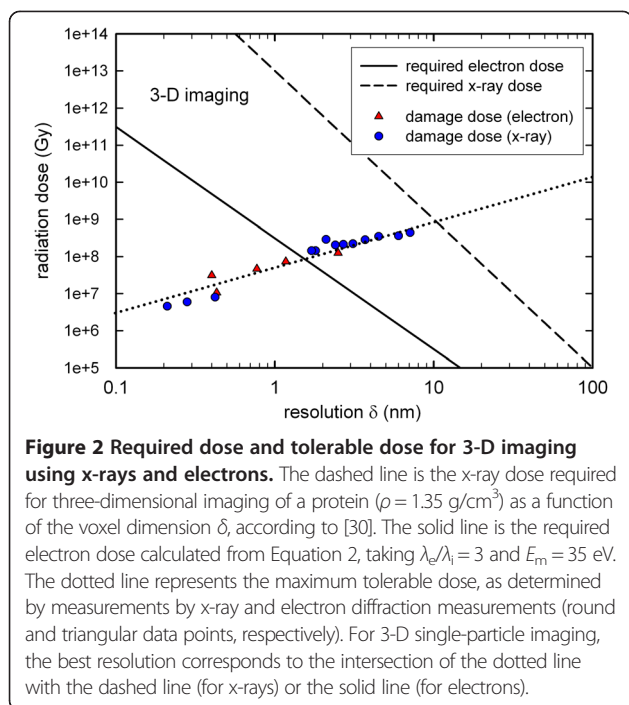 1e+14
1e+13
1e+12
1e+11
1e+10
1e+9
1e+8
1e+7
1e+6
1e+5
radiation dose (Gy)
3-D imaging
required electron dose
required x-ray dose
damage dose (electron)
damage dose (x-ray)
0.1 1 10 100
resolution δ (nm)
Figure 2 Required dose and tolerable dose for 3-D imaging
using x-rays and electrons. The dashed line is the x-ray dose required
for three-dimensional imaging of a protein (ρ = 1.35 g/cm³) as a function
of the voxel dimension δ, according to [30]. The solid line is the required
electron dose calculated from Equation 2, taking λe/λi = 3 and Em = 35 eV.
The dotted line represents the maximum tolerable dose, as determined
by measurements by x-ray and electron diffraction measurements (round
and triangular data points, respectively). For 3-D single-particle imaging,
the best resolution corresponds to the intersection of the dotted line
with the dashed line (for x-rays) or the solid line (for electrons).